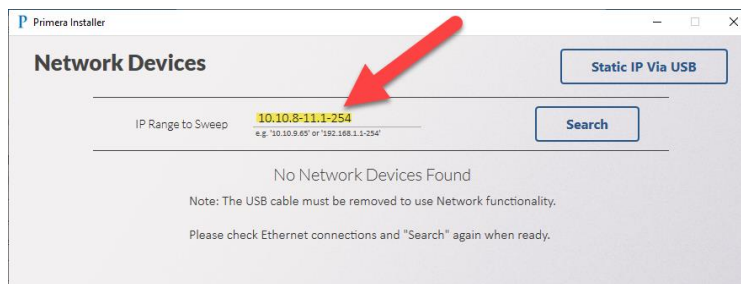 P Primera Installer
Network Devices
Static IP Via USB
IP Range to Sweep
10.10.8-11.1-254
Search
e.g. '10.10.9.65' or '192.168.1.1-254'
No Network Devices Found
Note: The USB cable must be removed to use Network functionality.
Please check Ethernet connections and "Search" again when ready.